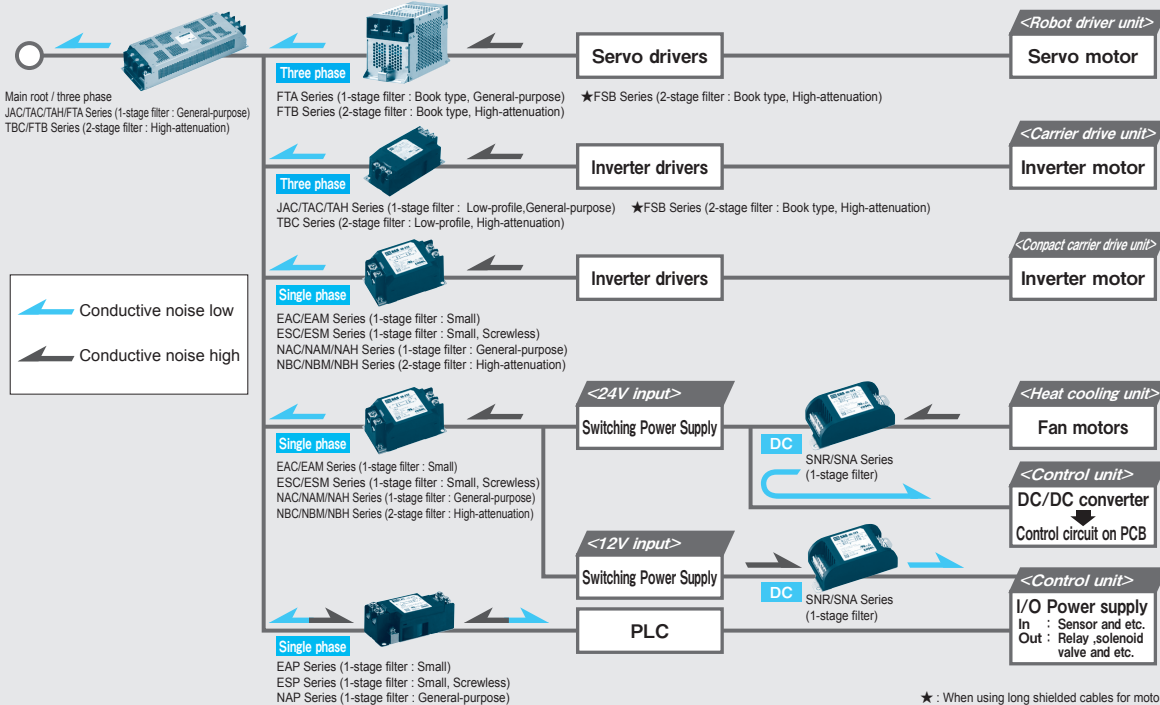 <Robot driver unit>
Servo drivers
Servo motor
Three phase
Main root / three phase
JAC/TAC/TAH/FTA Series (1-stage filter : General-purpose)
TBC/FTB Series (2-stage filter : High-attenuation)
FTA Series (1-stage filter : Book type, General-purpose)
★FSB Series (2-stage filter : Book type, High-attenuation)
FTB Series (2-stage filter : Book type, High-attenuation)
<Carrier drive unit>
Inverter drivers
Inverter motor
Three phase
JAC/TAC/TAH Series (1-stage filter : Low-profile,General-purpose)
★FSB Series (2-stage filter : Book type, High-attenuation)
TBC Series (2-stage filter : Low-profile, High-attenuation)
<Conpact carrier drive unit>
Inverter drivers
Inverter motor
Single phase
EAC/EAM Series (1-stage filter : Small)
ESC/ESM Series (1-stage filter : Small, Screwless)
NAC/NAM/NAH Series (1-stage filter : General-purpose)
NBC/NBM/NBH Series (2-stage filter : High-attenuation)
Conductive noise low
Conductive noise high
<24V input>
Switching Power Supply
<Heat cooling unit>
Fan motors
Single phase
EAC/EAM Series (1-stage filter : Small)
ESC/ESM Series (1-stage filter : Small, Screwless)
NAC/NAM/NAH Series (1-stage filter : General-purpose)
NBC/NBM/NBH Series (2-stage filter : High-attenuation)
DC
SNR/SNA Series
(1-stage filter)
<Control unit>
DC/DC converter
Control circuit on PCB
<12V input>
Switching Power Supply
DC
SNR/SNA Series
(1-stage filter)
<Control unit>
I/O Power supply
In : Sensor and etc.
Out : Relay ,solenoid
valve and etc.
PLC
Single phase
EAP Series (1-stage filter : Small)
ESP Series (1-stage filter : Small, Screwless)
NAP Series (1-stage filter : General-purpose)
★ : When using long shielded cables for moto